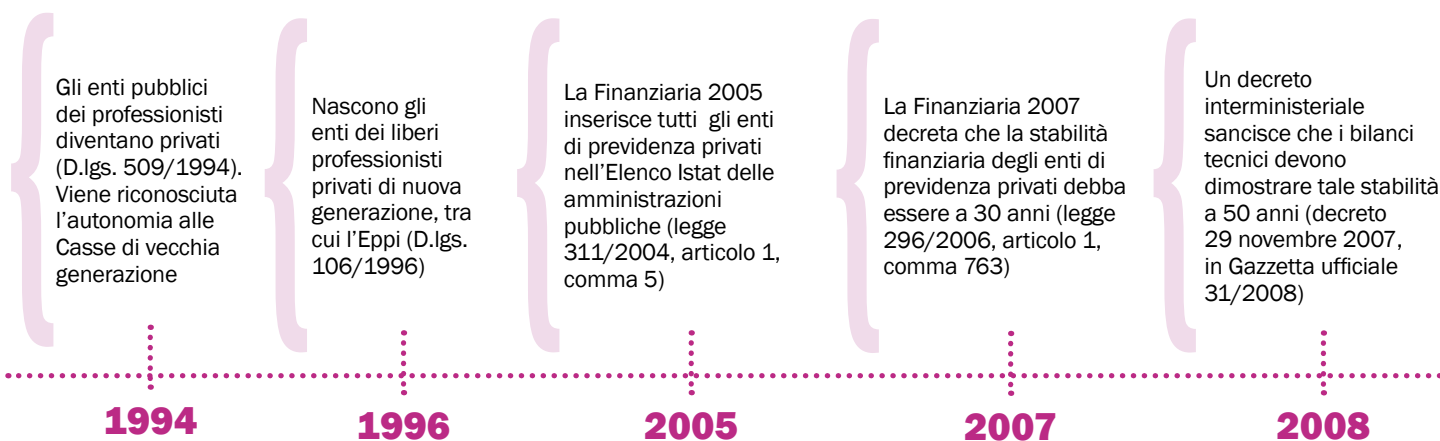 Gli enti pubblici
dei professionisti
diventano privati
(D.lgs. 509/1994).
Viene riconosciuta
l’autonomia alle
Casse di vecchia
generazione
1994
Nascono gli
enti dei liberi
professionisti
privati di nuova
generazione, tra
cui l’Eppi (D.lgs.
106/1996)
1996
La Finanziaria 2005
inserisce tutti gli enti
di previdenza privati
nell’Elenco Istat delle
amministrazioni
pubbliche (legge
311/2004, articolo 1,
comma 5)
2005
La Finanziaria 2007
decreta che la stabilità
finanziaria degli enti di
previdenza privati debba
essere a 30 anni (legge
296/2006, articolo 1,
comma 763)
2007
Un decreto
interministeriale
sancisce che i bilanci
tecnici devono
dimostrare tale stabilità
a 50 anni (decreto
29 novembre 2007,
in Gazzetta ufficiale
31/2008)
2008